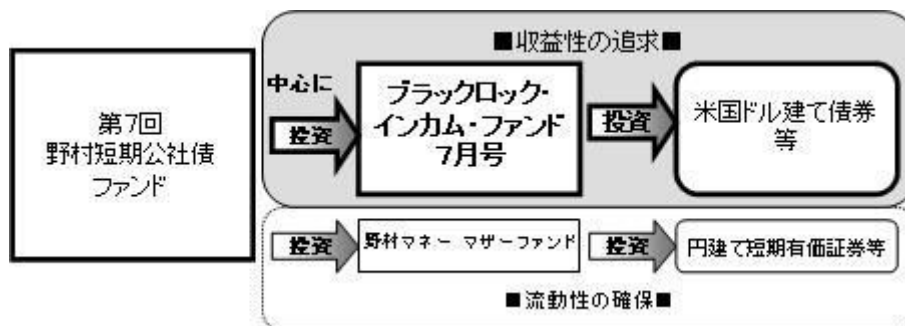 ■収益性の追求■
第7回
野村短期公社債
ファンド
中心に
投資
ブラックロック・
インカム・ファンド
7月号
投資
米国ドル建て債券
等
投資
野村マネー マザーファンド
投資
円建て短期有価証券等
■流動性の確保■